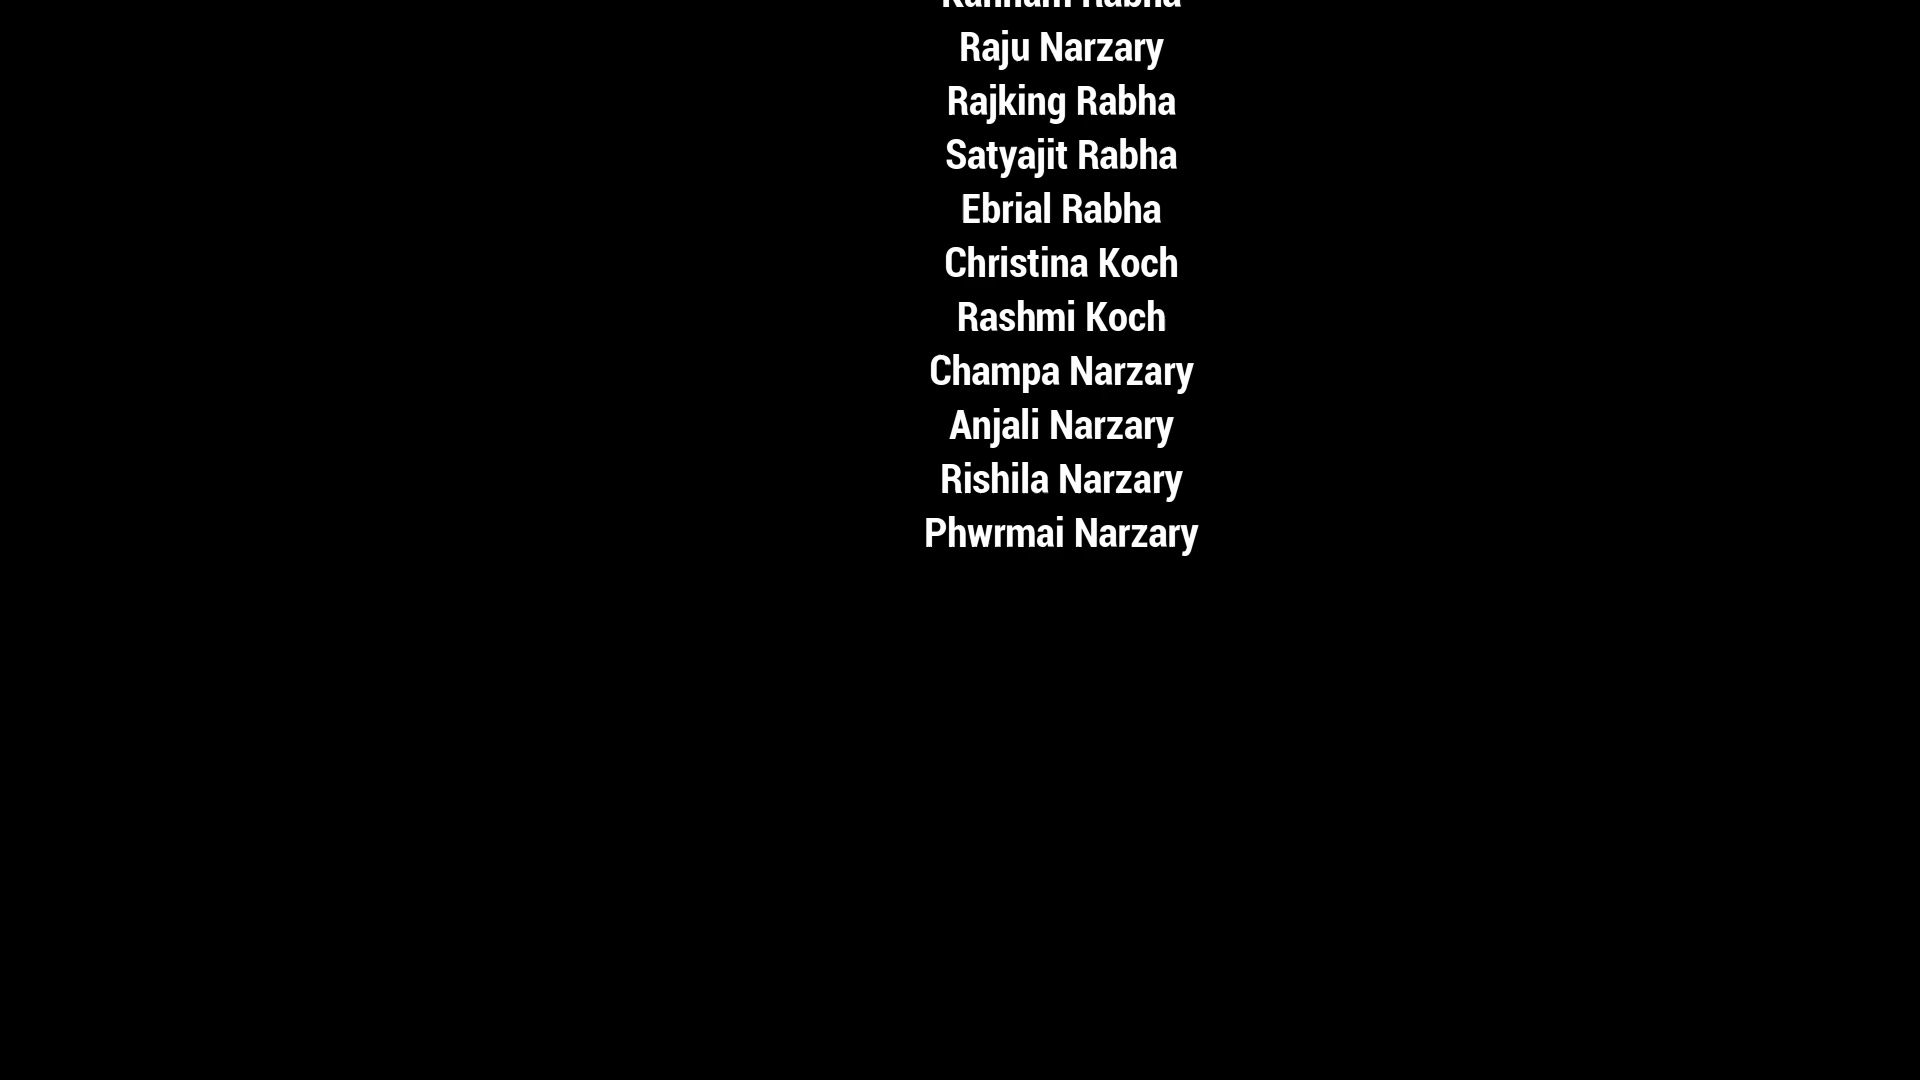 Rabha
Raju Narzary
Rajking Rabha
Satyajit Rabha
Ebrial Rabha
Christina Koch
Rashmi Koch
Champa Narzary
Anjali Narzary
Rishila Narzary
Phwrmai Narzary